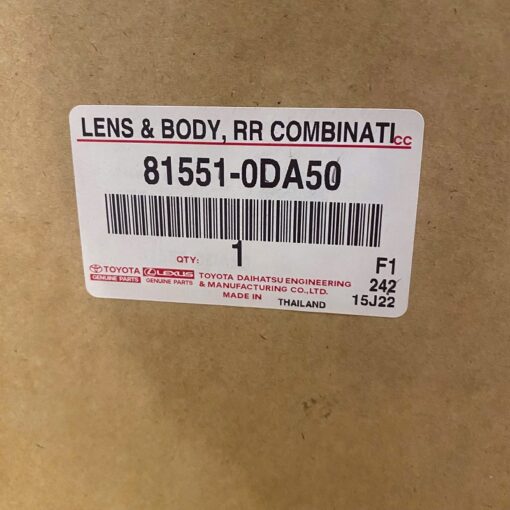 LENS & BODY, RR COMBINATI CC
81551-0DA50
QTY: 1
F1
TOYOTA LEXUS TOYOTA DAIHATSU ENGINEERING
GENUINE PARTS GENUINE PARTS & MANUFACTURING CO.,LTD. 242
MADE IN THAILAND 15J22